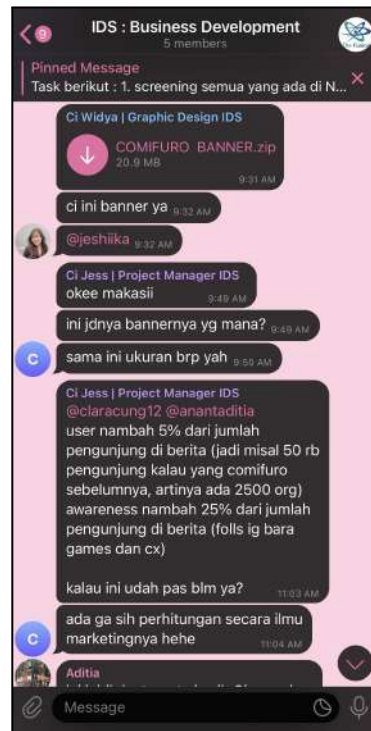 9
IDS : Business Development
5 members
Pinned Message
Task berikut : 1. screening semua yang ada di N...
Ci Widya | Graphic Design IDS
COMIFURO BANNER.zip
20.9 MB
9:31 AM
ci ini banner ya 9:32 AM
@jeshiika 9:32 AM
Ci Jess | Project Manager IDS
okee makasii 9:49 AM
ini jdnya bannernya yg mana? 9:49 AM
C
sama ini ukuran brp yah 9:50 AM
Ci Jess | Project Manager IDS
@claracung12 @anantaditia
user nambah 5% dari jumlah
pengunjung di berita (jadi misal 50 rb
pengunjung kalau yang comifuro
sebelumnya, artinya ada 2500 org)
awareness nambah 25% dari jumlah
pengunjung di berita (folls ig bara
games dan cx)
kalau ini udah pas blm ya? 11:03 AM
ada ga sih perhitungan secara ilmu
marketingnya hehe 11:04 AM
C
Aditia
Message